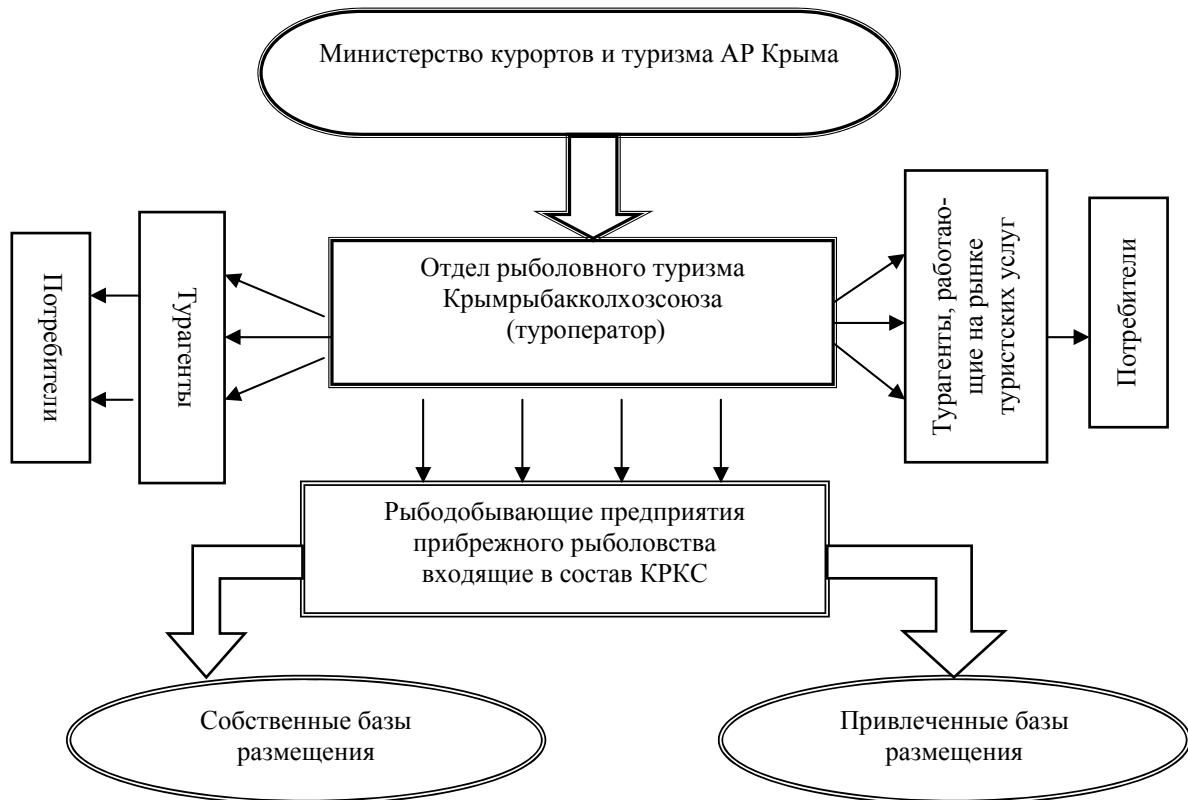 Министерство курортов и туризма АР Крыма
Потребители
Турагенты
Отдел рыболовного туризма
Крымрыбакколхозсоюза
(туроператор)
Турагенты, работаю-
щие на рынке
туристских услуг
Потребители
Рыбодобывающие предприятия
прибрежного рыболовства
входящие в состав КРКС
Собственные базы
размещения
Привлеченные базы
размещения